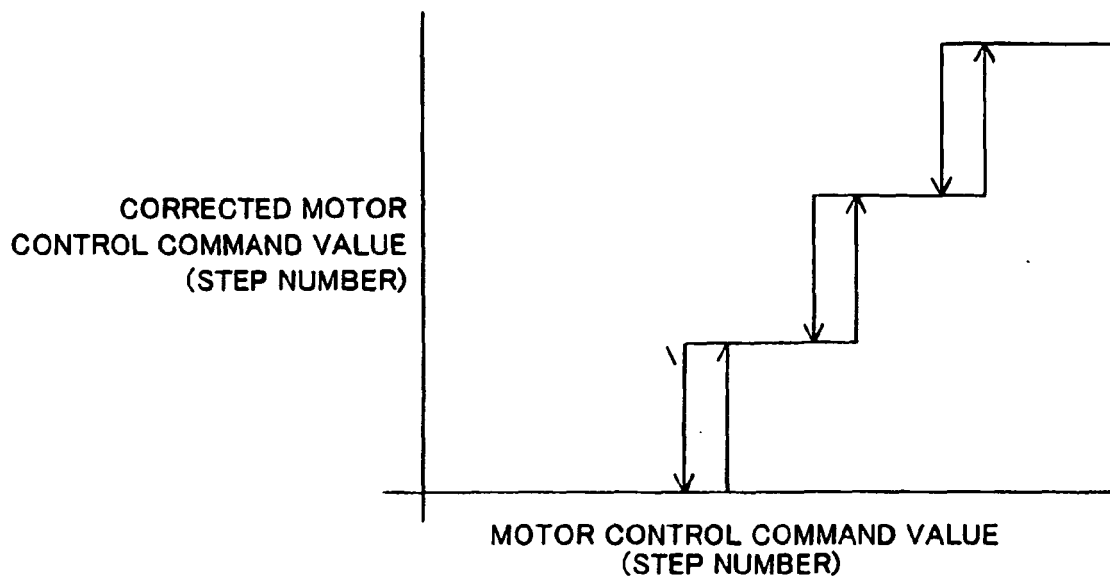 CORRECTED MOTOR
CONTROL COMMAND VALUE
(STEP NUMBER)
MOTOR CONTROL COMMAND VALUE
(STEP NUMBER)